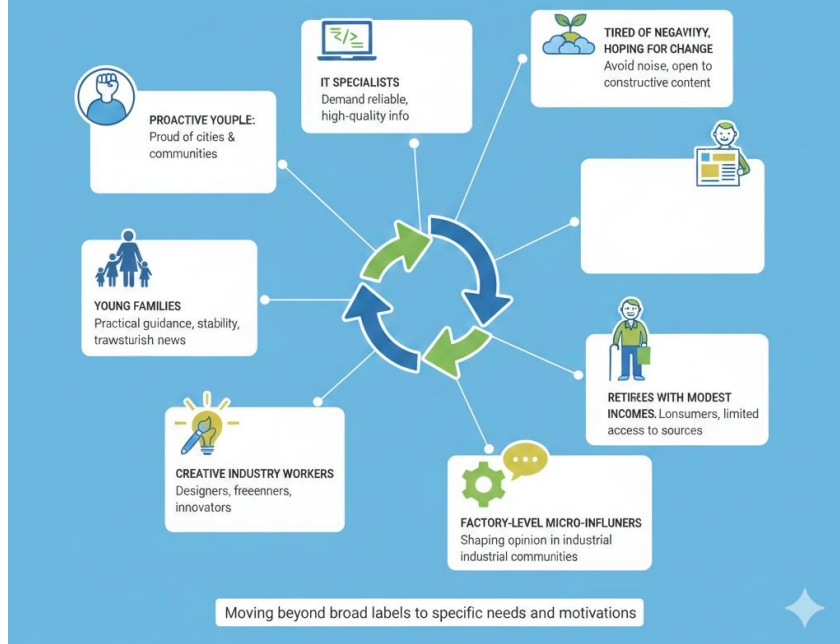 TIRED OF NEGAVIIY,
HOPING FOR CHANGE
Avoid noise, open to
constructive content
</>
IT SPECIALISTS
Demand reliable,
high-quality info
PROACTIVE YOUPLE:
Proud of cities &
communities
YOUNG FAMILIES
Practical guidance, stability,
trawsturish news
RETIREES WITH MODEST
INCOMES. Lonsumers, limited
access to sources
CREATIVE INDUSTRY WORKERS
Designers, freenners,
innovators
FACTORY-LEVEL MICRO-INFLUNERS
Shaping opinion in industrial
industrial communities
Moving beyond broad labels to specific needs and motivations